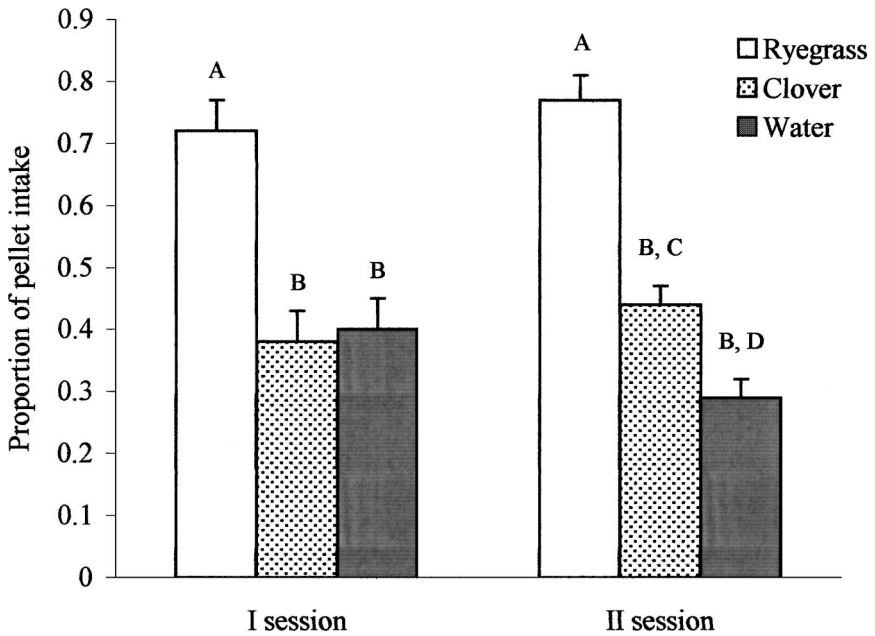 Proportion of pellet intake
0.9
0.8
0.7
0.6
0.5
0.4
0.3
0.2
0.1
0
A
B
B
A
B, C
B, D
Ryegrass
Clover
Water
I session
II session